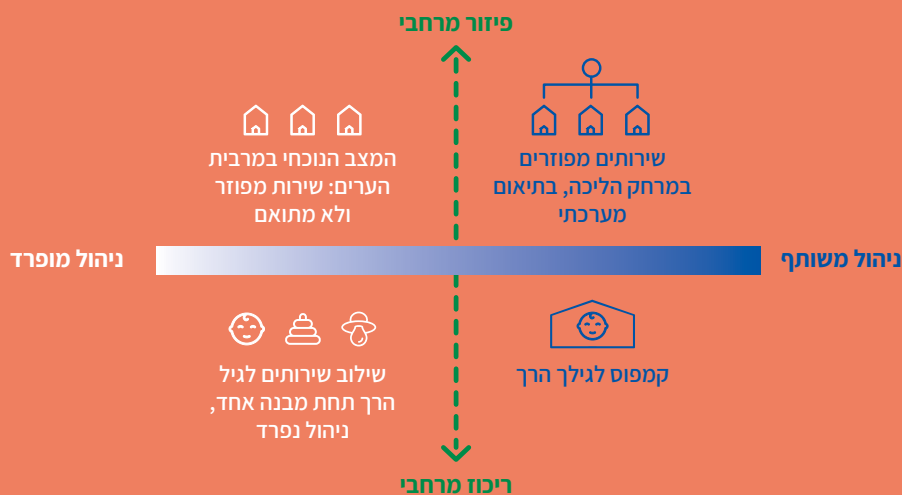 פיזור מרחבי
שירותים מפוזרים
במרחק הליכה, בתיאום
מערכתי
המצב הנוכחי במרבית
הערים: שירות מפוזר
ולא מתואם
ניהול משותף
ניהול מופרד
קמפוס לגילך הרך
שילוב שירותים לגיל
הרך תחת מבנה אחד,
ניהול נפרד
ריכוז מרחבי